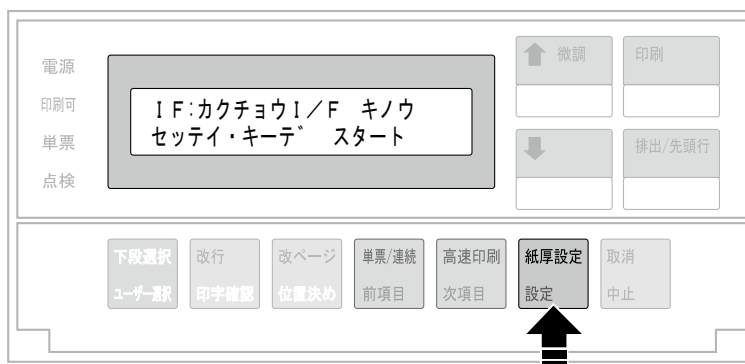 電源
印刷可
単票
点検
ＩＦ:カクチョウＩ／Ｆ　キノウ
セッテイ・キーデ゛　スタート
微調
印刷
排出/先頭行
下段選択
ユーザー選択
改行
印字確認
改ページ
位置決め
単票/連続
前項目
高速印刷
次項目
紙厚設定
設定
取消
中止